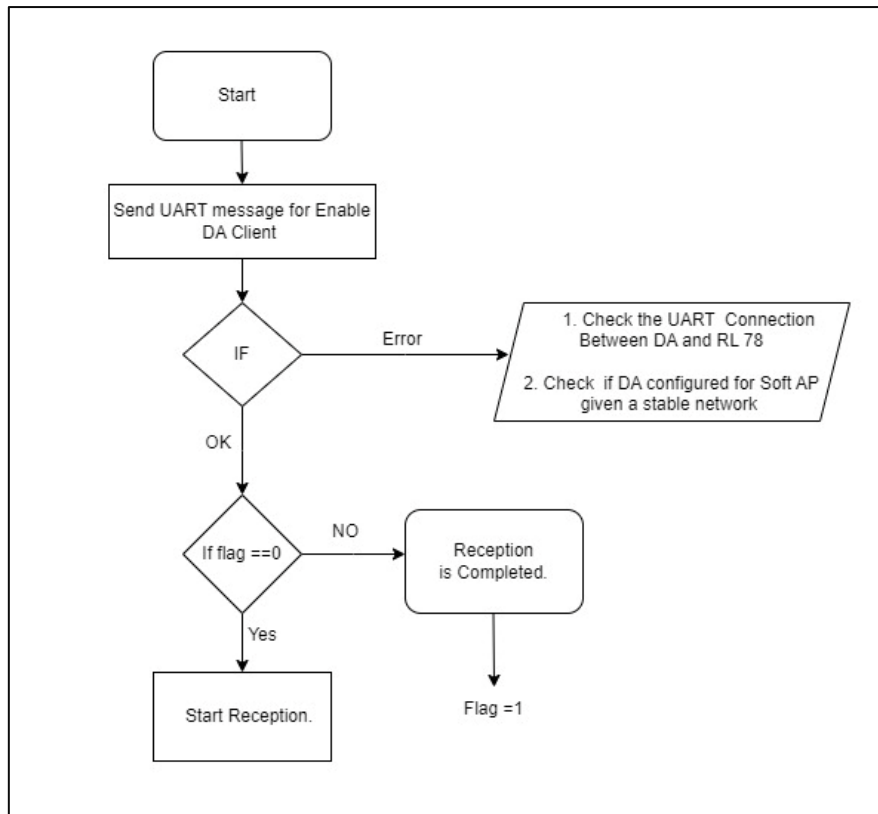 Start
Send UART message for Enable
DA Client
IF
Error
1. Check the UART Connection
Between DA and RL 78
2. Check if DA configured for Soft AP
given a stable network
OK
If flag ==0
NO
Reception
is Completed.
Yes
Start Reception.
Flag =1